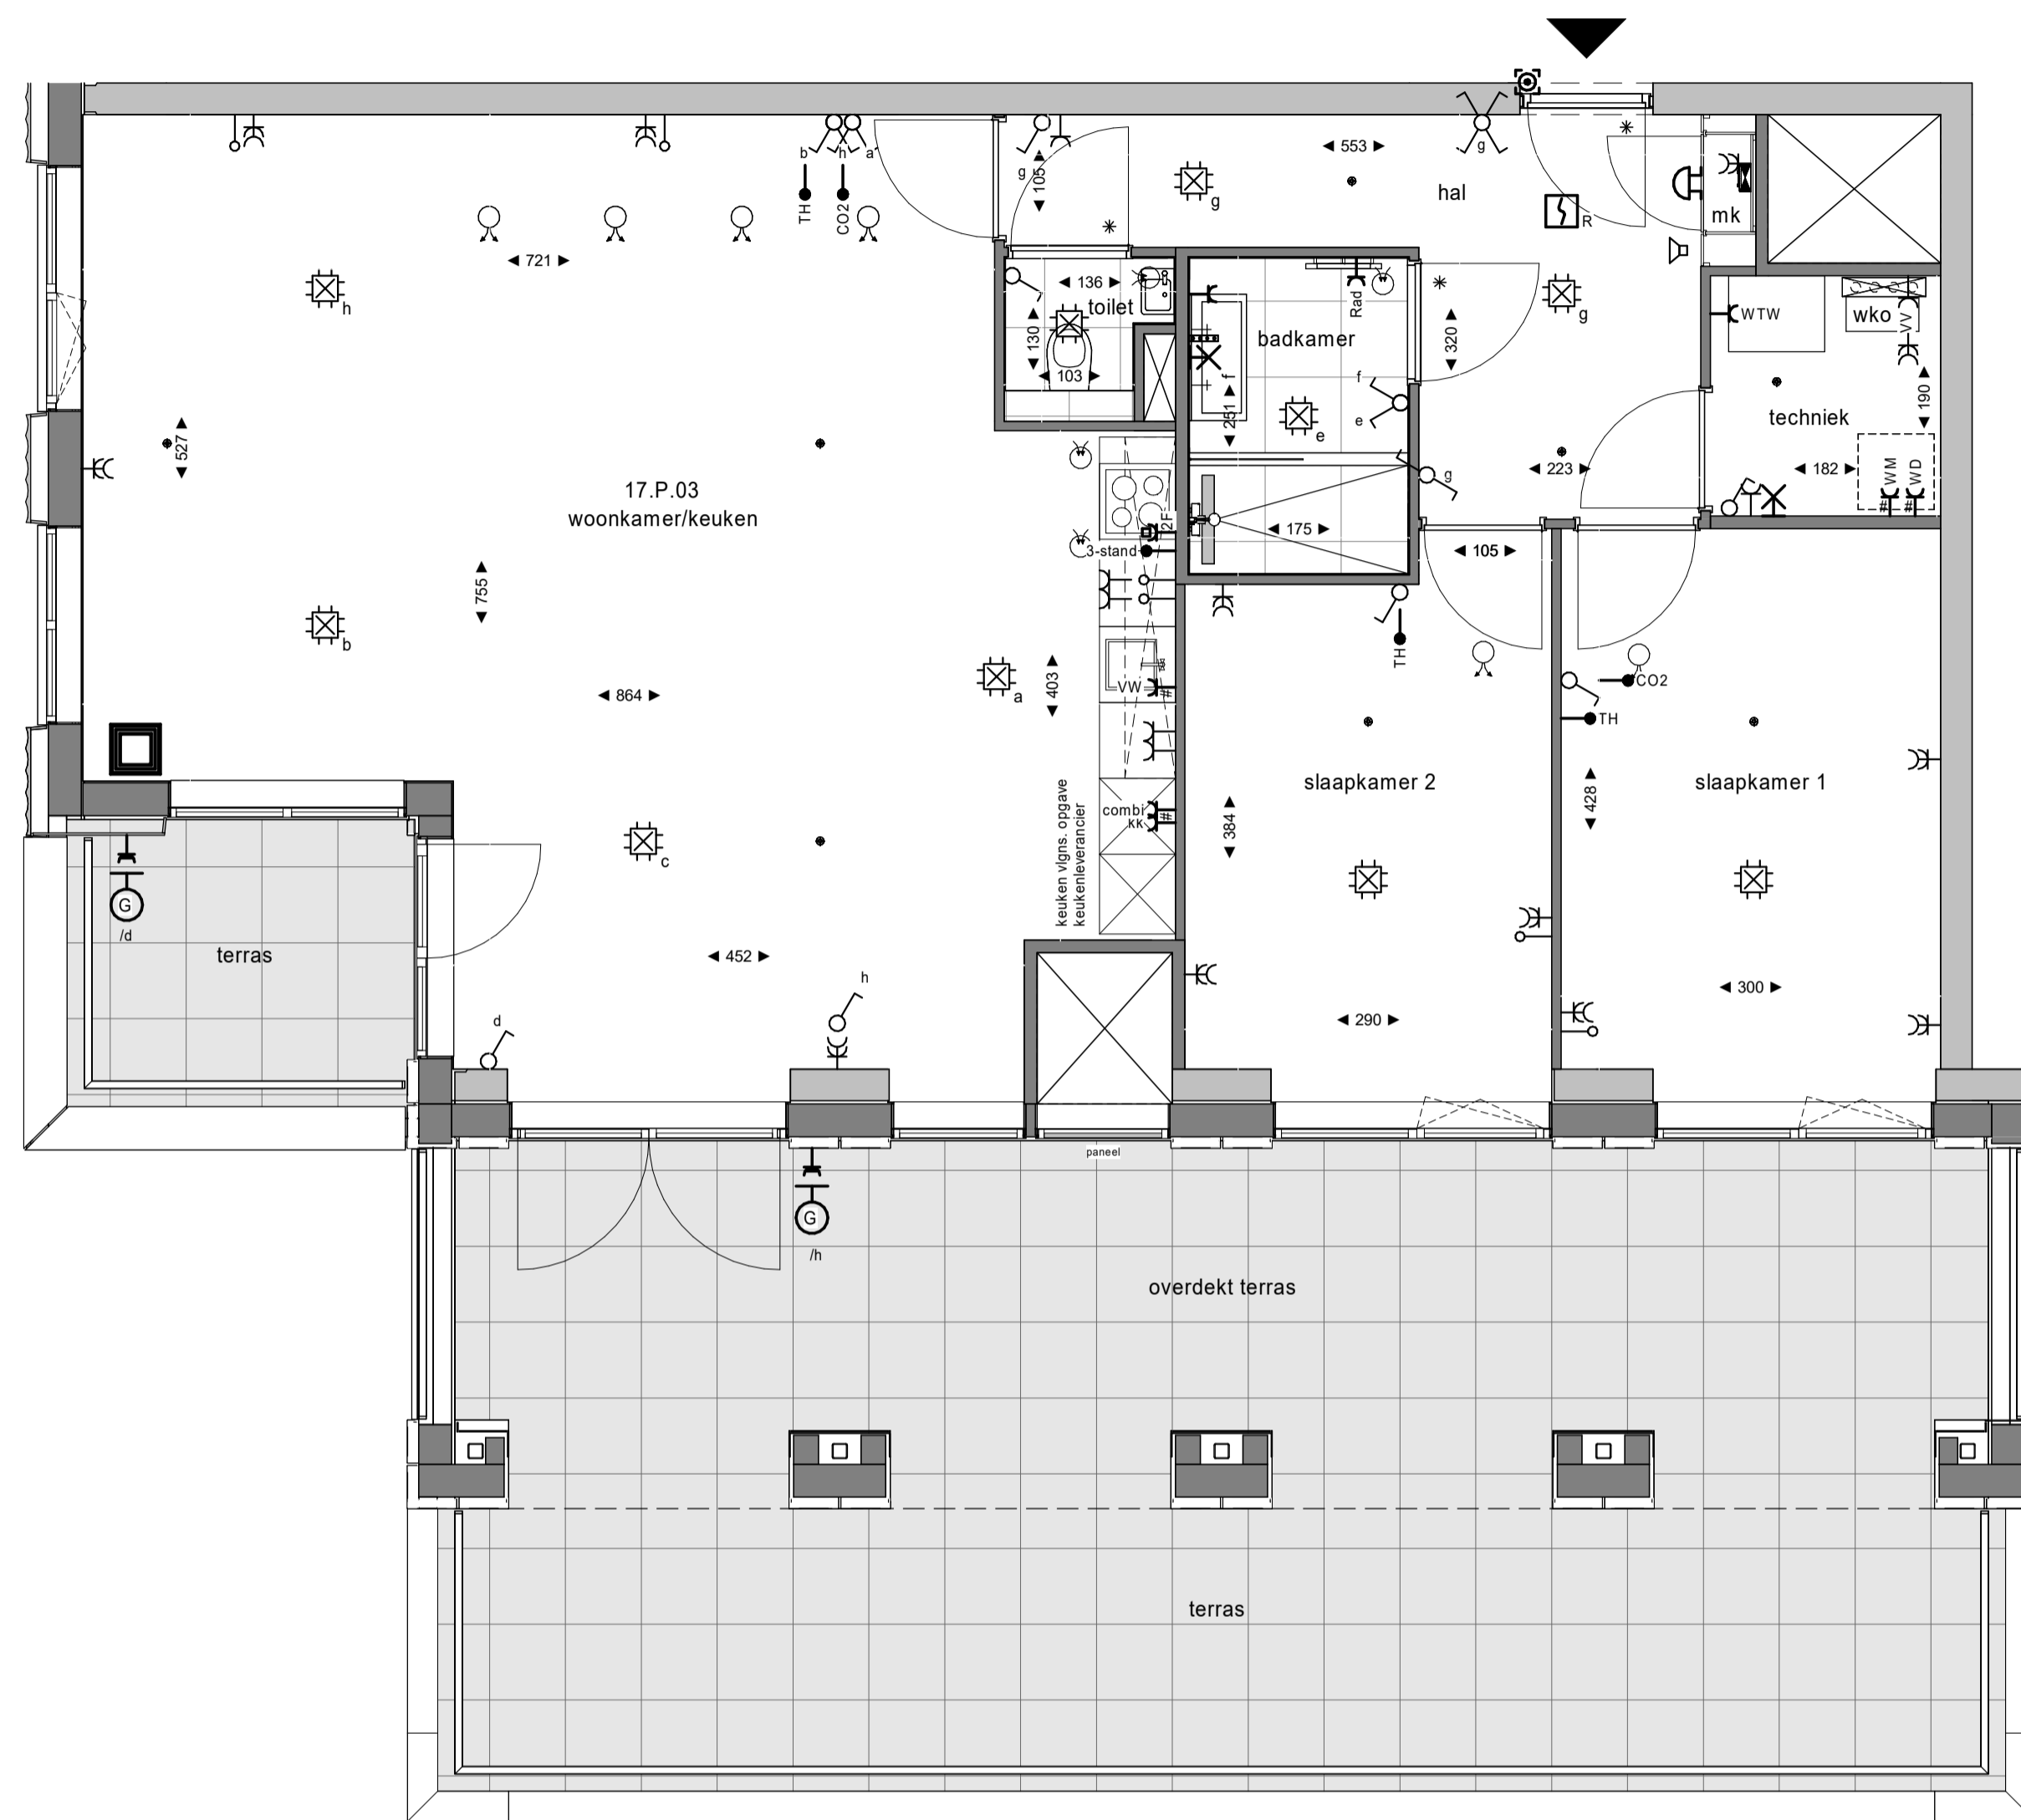 b h a
g
105
553
g
hal
g
mk
TH
CO2
g
R
721
h
136
toilet
130
103
Rad
badkamer
f
251
f
e
e
320
g
WTW
wko
VV
190
techniek
527
g
223
182
WM
WD
#
#
17.P.03
woonkamer/keuken
2F
3-stand
175
105
755
b
TH
864
a
403
VW
#
CO2
TH
slaapkamer 2
slaapkamer 1
combi
kk
#
384
428
c
keuken vlgns. opgave
keukenleverancier
G
/d
terras
452
h
d
290
300
paneel
G
/h
overdekt terras
terras